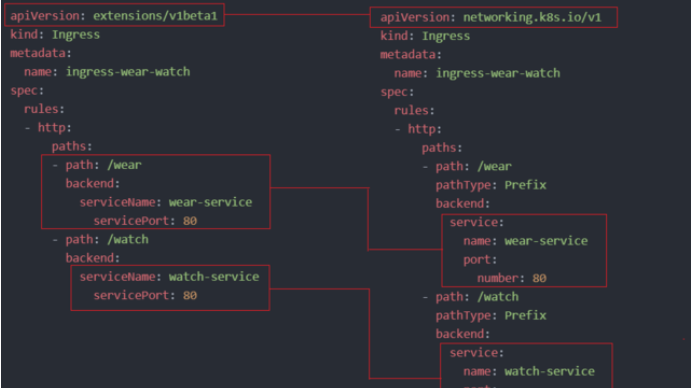 apiVersion: extensions/v1beta1
kind: Ingress
metadata:
  name: ingress-wear-watch
spec:
  rules:
  - http:
      paths:
      - path: /wear
        backend:
          serviceName: wear-service
            servicePort: 80
      - path: /watch
        backend:
          serviceName: watch-service
            servicePort: 80
apiVersion: networking.k8s.io/v1
kind: Ingress
metadata:
  name: ingress-wear-watch
spec:
  rules:
  - http:
      paths:
      - path: /wear
        pathType: Prefix
        backend:
          service:
            name: wear-service
            port:
              number: 80
      - path: /watch
        pathType: Prefix
        backend:
          service:
            name: watch-service